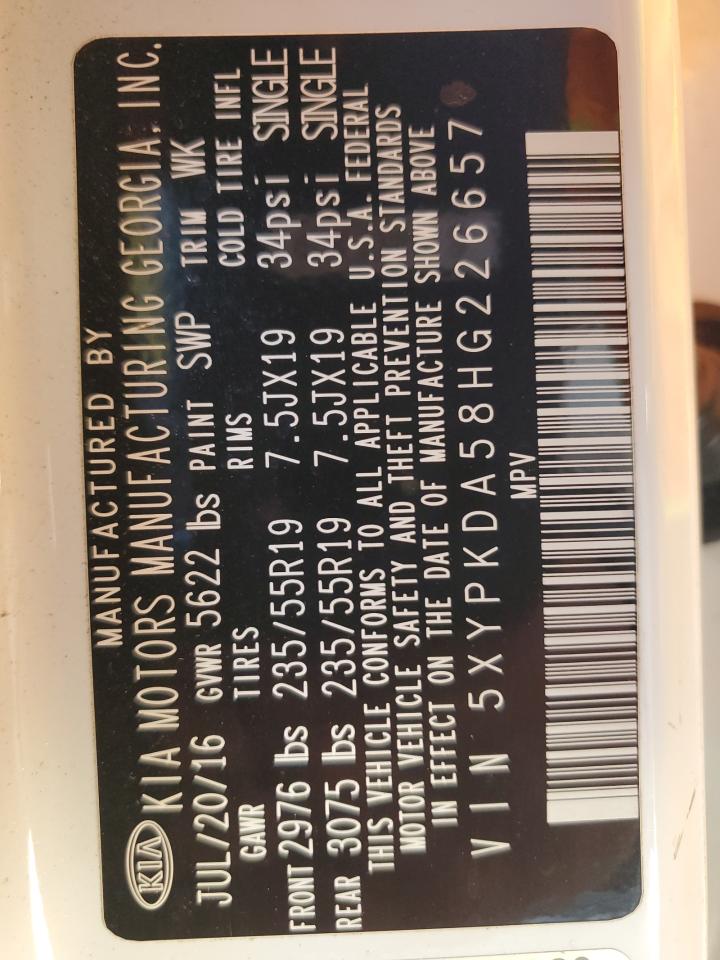 MANUFACTURED BY
KIA KIA MOTORS MANUFACTURING GEORGIA, INC.
JUL/20/16 GVWR 5622 lbs PAINT SWP TRIM WK
GAWR TIRES RIMS COLD TIRE INFL
FRONT 2976 lbs 235/55R19 7.5JX19 34psi SINGLE
REAR 3075 lbs 235/55R19 7.5JX19 34psi SINGLE
THIS VEHICLE CONFORMS TO ALL APPLICABLE U.S.A. FEDERAL
MOTOR VEHICLE SAFETY AND THEFT PREVENTION STANDARDS
IN EFFECT ON THE DATE OF MANUFACTURE SHOWN ABOVE
VIN 5XYPKDA58HG226657
MPV